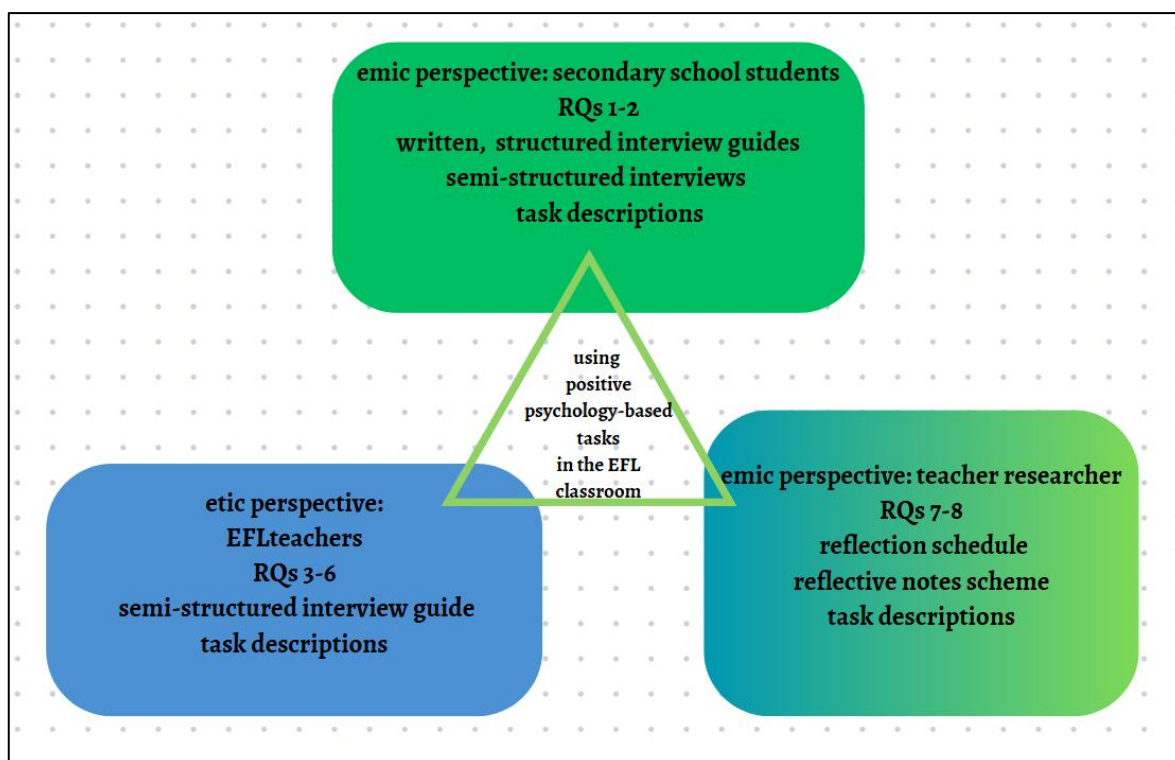 emic perspective: secondary school students
RQs 1-2
written, structured interview guides
semi-structured interviews
task descriptions
using
positive
psychology-based
tasks
in the EFL
classroom
etic perspective:
EFLteachers
RQs 3-6
semi-structured interview guide
task descriptions
emic perspective: teacher researcher
RQs 7-8
reflection schedule
reflective notes scheme
task descriptions